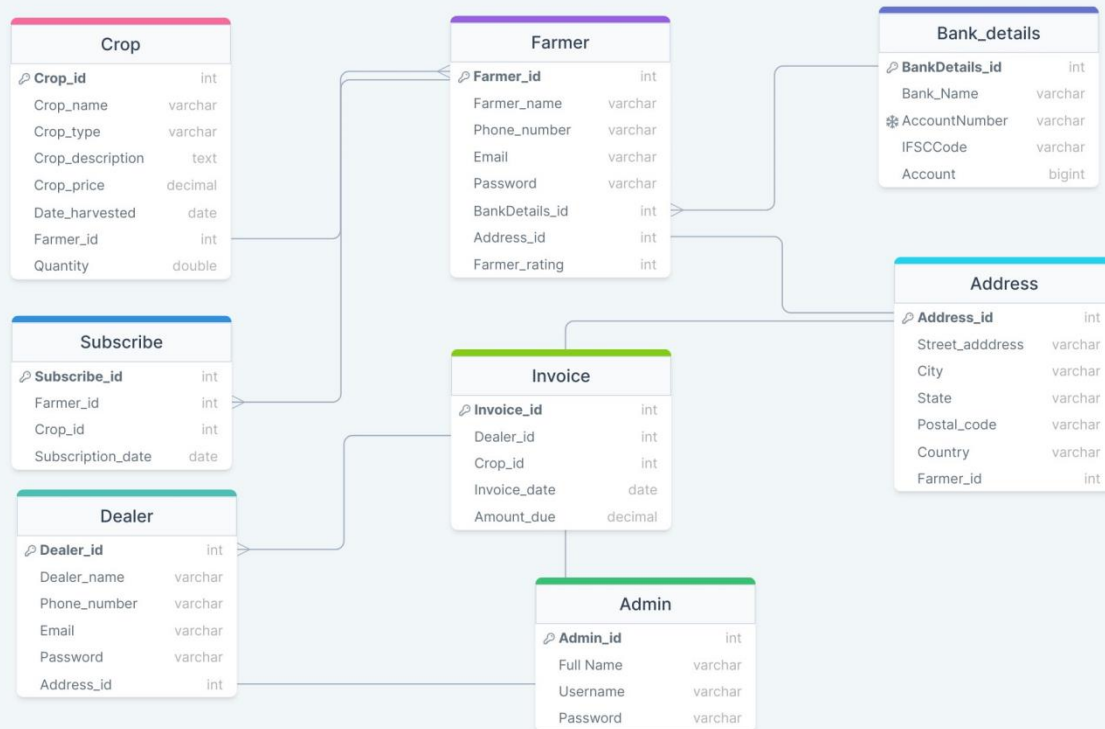 Crop
Crop_id int
Crop_name varchar
Crop_type varchar
Crop_description text
Crop_price decimal
Date_harvested date
Farmer_id int
Quantity double
Farmer
Farmer_id int
Farmer_name varchar
Phone_number varchar
Email varchar
Password varchar
BankDetails_id int
Address_id int
Farmer_rating int
Bank_details
BankDetails_id int
Bank_Name varchar
AccountNumber varchar
IFSCCode varchar
Account bigint
Address
Address_id int
Street_adddress varchar
City varchar
State varchar
Postal_code varchar
Country varchar
Farmer_id int
Subscribe
Subscribe_id int
Farmer_id int
Crop_id int
Subscription_date date
Invoice
Invoice_id int
Dealer_id int
Crop_id int
Invoice_date date
Amount_due decimal
Dealer
Dealer_id int
Dealer_name varchar
Phone_number varchar
Email varchar
Password varchar
Address_id int
Admin
Admin_id int
Full Name varchar
Username varchar
Password varchar